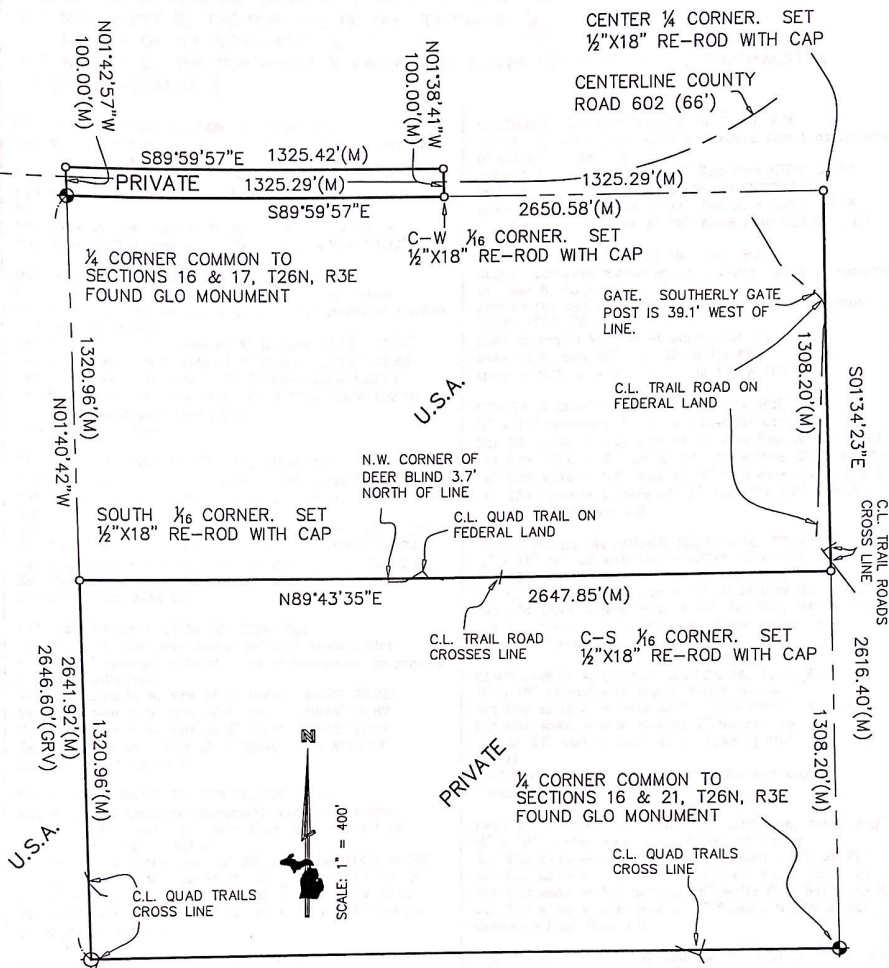 CENTER ¼ CORNER. SET
½"X18" RE-ROD WITH CAP
N01°42'57"W
100.00'(M)
N01°38'41"W
100.00'(M)
CENTERLINE COUNTY
ROAD 602 (66')
S89°59'57"E 1325.42'(M)
PRIVATE 1325.29'(M)
1325.29'(M)
S89°59'57"E
2650.58'(M)
C-W 1/16 CORNER. SET
½"X18" RE-ROD WITH CAP
¼ CORNER COMMON TO
SECTIONS 16 & 17, T26N, R3E
FOUND GLO MONUMENT
GATE. SOUTHERLY GATE
POST IS 39.1' WEST OF
LINE.
1320.96'(M)
N01°40'42"W
U.S.A.
C.L. TRAIL ROAD ON
FEDERAL LAND
1308.20'(M)
S01°34'23"E
N.W. CORNER OF
DEER BLIND 3.7'
NORTH OF LINE
C.L. QUAD TRAIL ON
FEDERAL LAND
SOUTH 1/16 CORNER. SET
½"X18" RE-ROD WITH CAP
C.L. TRAIL ROADS
CROSS LINE
N89°43'35"E
2647.85'(M)
C.L. TRAIL ROAD
CROSSES LINE
C-S 1/16 CORNER. SET
½"X18" RE-ROD WITH CAP
2616.40'(M)
1308.20'(M)
2641.92'(M)
2646.60'(GRV)
1320.96'(M)
N
SCALE: 1" = 400'
PRIVATE
¼ CORNER COMMON TO
SECTIONS 16 & 21, T26N, R3E
FOUND GLO MONUMENT
U.S.A.
C.L. QUAD TRAILS
CROSS LINE
C.L. QUAD TRAILS
CROSS LINE